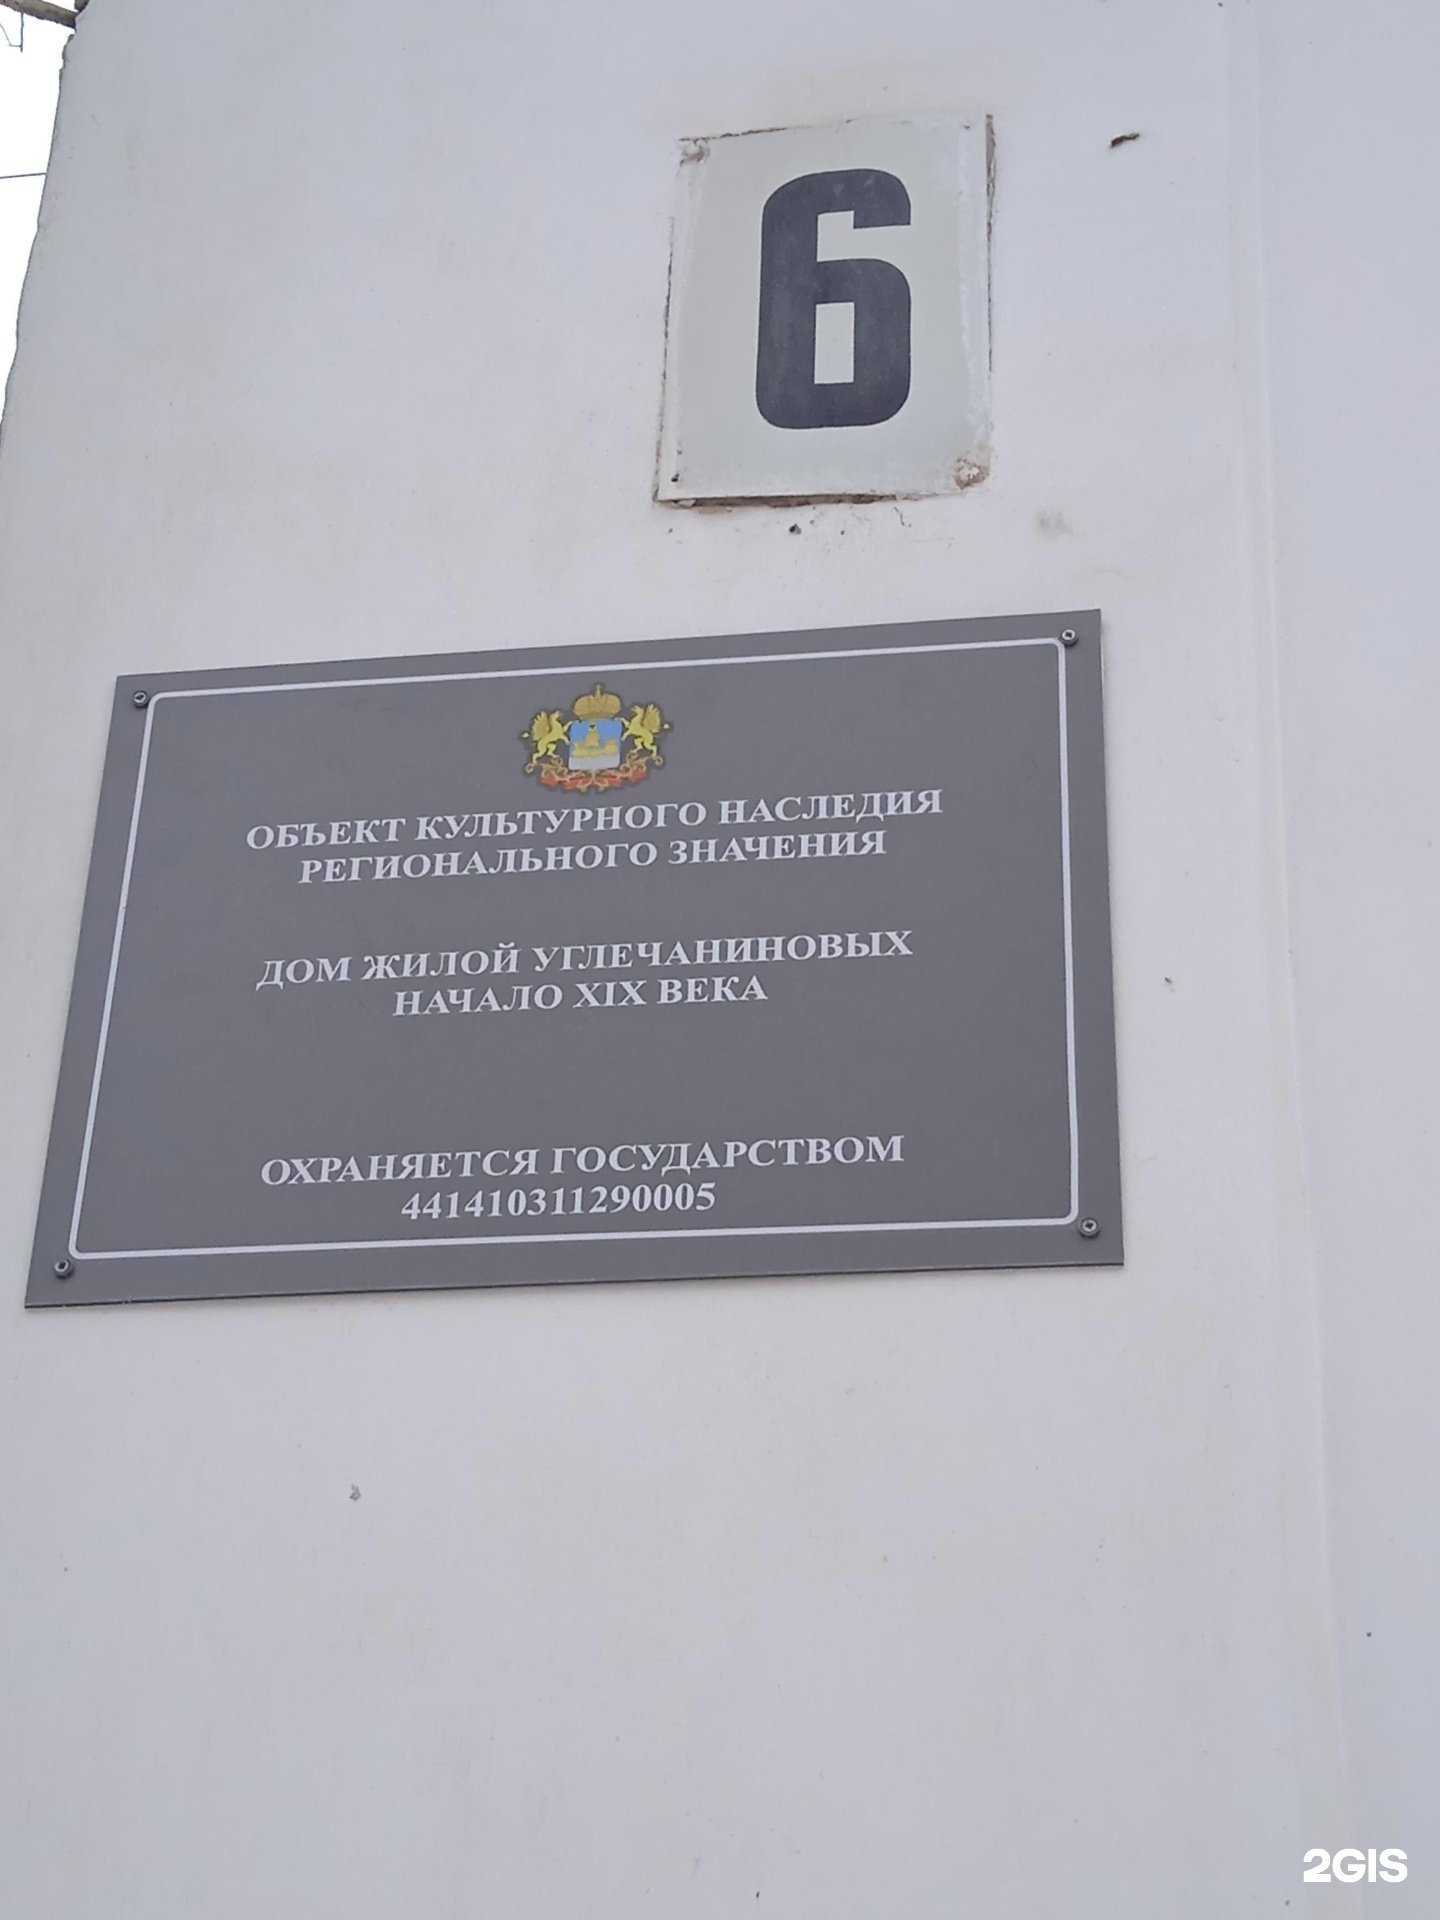 6
ОБЪЕКТ КУЛЬТУРНОГО НАСЛЕДИЯ
РЕГИОНАЛЬНОГО ЗНАЧЕНИЯ
ДОМ ЖИЛОЙ УГЛЕЧАНИНОВЫХ
НАЧАЛО XIX ВЕКА
ОХРАНЯЕТСЯ ГОСУДАРСТВОМ
441410311290005
2GIS